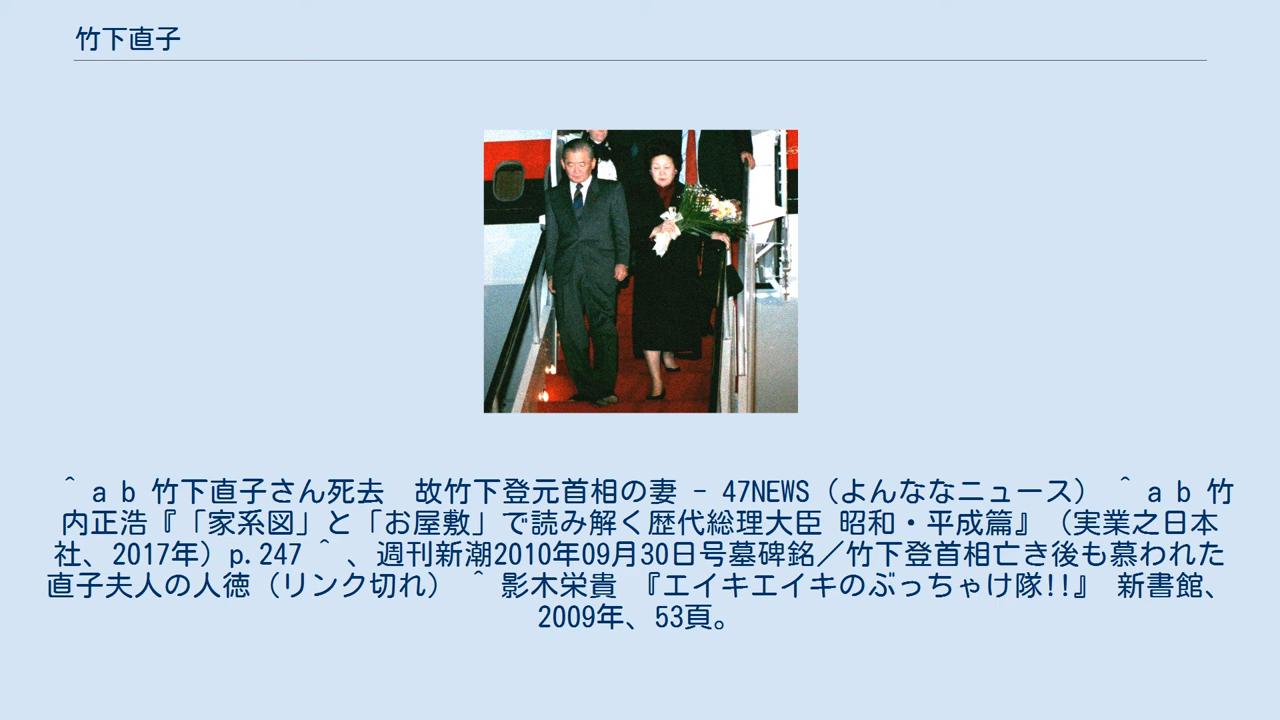 竹下直子
^ a b 竹下直子さん死去　故竹下登元首相の妻 - 47NEWS（よんななニュース） ^ a b 竹
内正浩『「家系図」と「お屋敷」で読み解く歴代総理大臣 昭和・平成篇』（実業之日本
社、2017年）p.247 ^ 、週刊新潮2010年09月30日号墓碑銘／竹下登首相亡き後も慕われた
直子夫人の人徳（リンク切れ） ^ 影木栄貴 『エイキエイキのぶっちゃけ隊!!』 新書館、
2009年、53頁。